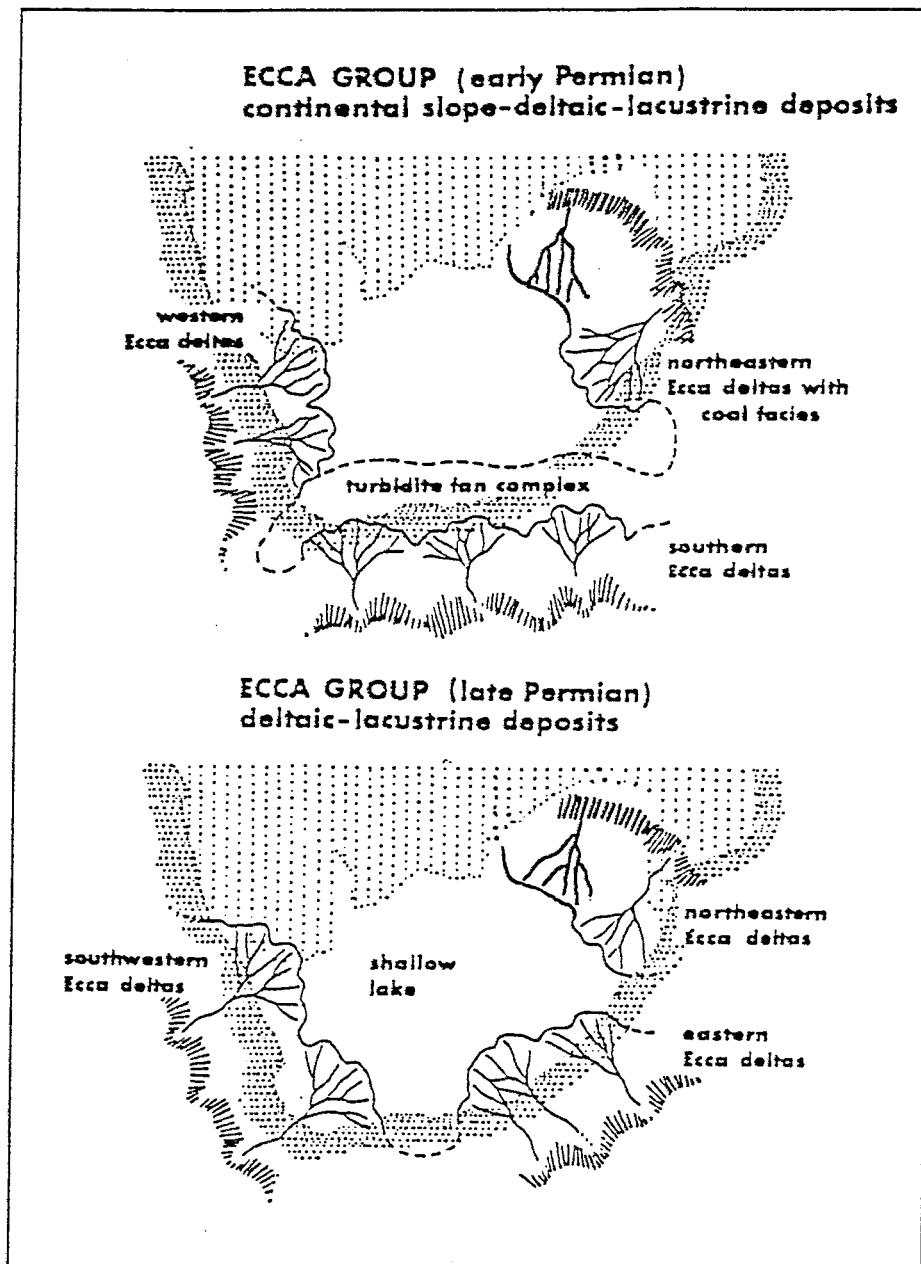 ECCA GROUP (early Permian)
continental slope-deltaic-lacustrine deposits
western
Ecca deltas
northeastern
Ecca deltas with
coal facies
turbidite fan complex
southern
Ecca deltas
ECCA GROUP (late Permian)
deltaic-lacustrine deposits
northeastern
Ecca deltas
southwestern
Ecca deltas
shallow
lake
eastern
Ecca deltas